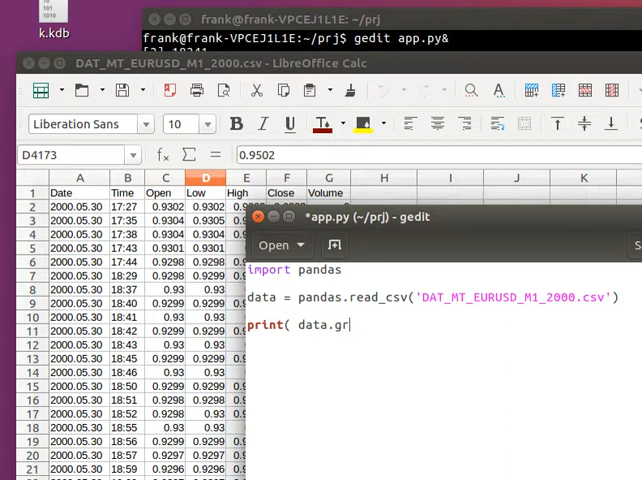 frank@frank-VPCEJ1L1E: ~/prj
k.kdb
frank@frank-VPCEJ1L1E:~/prj$ gedit app.py&
DAT_MT_EURUSD_M1_2000.csv - LibreOffice Calc
Liberation Sans 10
D4173 0.9502
A B C D E F G H I J K
1 Date Time Open Low High Close Volume
2 2000.05.30 17:27 0.9302 0.9302
3 2000.05.30 17:35 0.9304 0.9305
4 2000.05.30 17:38 0.9304 0.9304
5 2000.05.30 17:43 0.9301 0.9301
6 2000.05.30 17:44 0.9298 0.9299
7 2000.05.30 18:29 0.9299 0.9299
8 2000.05.30 18:37 0.93 0.93
9 2000.05.30 18:40 0.9299 0.9299
10 2000.05.30 18:41 0.93 0.93
11 2000.05.30 18:42 0.9299 0.9299
12 2000.05.30 18:45 0.9299 0.93
13 2000.05.30 18:46 0.93 0.93
14 2000.05.30 18:50 0.9299 0.9299
15 2000.05.30 18:51 0.9298 0.93
16 2000.05.30 18:52 0.9298 0.93
17 2000.05.30 18:55 0.93 0.93
18 2000.05.30 18:56 0.9299 0.9299
19 2000.05.30 18:57 0.9297 0.9297
20 2000.05.30 18:59 0.9296 0.9296
21
*app.py (~/prj) - gedit
Open
import pandas
data = pandas.read_csv('DAT_MT_EURUSD_M1_2000.csv')
print( data.gr